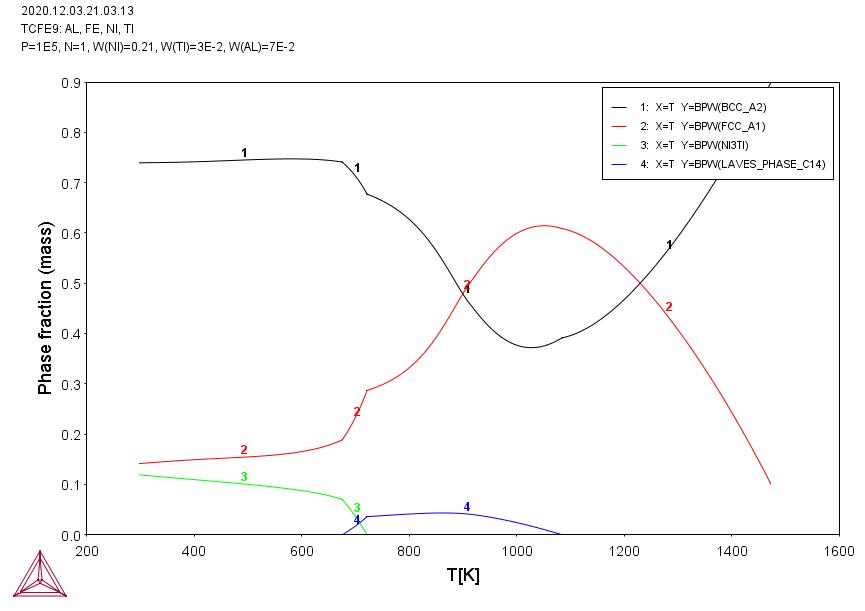 2020.12.03.21.03.13
TCFE9: AL, FE, NI, TI
P=1E5, N=1, W(NI)=0.21, W(TI)=3E-2, W(AL)=7E-2
1: X=T Y=BPW(BCC_A2)
2: X=T Y=BPW(FCC_A1)
3: X=T Y=BPW(NI3TI)
4: X=T Y=BPW(LAVES_PHASE_C14)
Phase fraction (mass)
0.9
0.8
0.7
0.6
0.5
0.4
0.3
0.2
0.1
0.0
1
1
1
1
2
2
2
2
3
3
4
4
200 400 600 800 1000 1200 1400 1600
T[K]